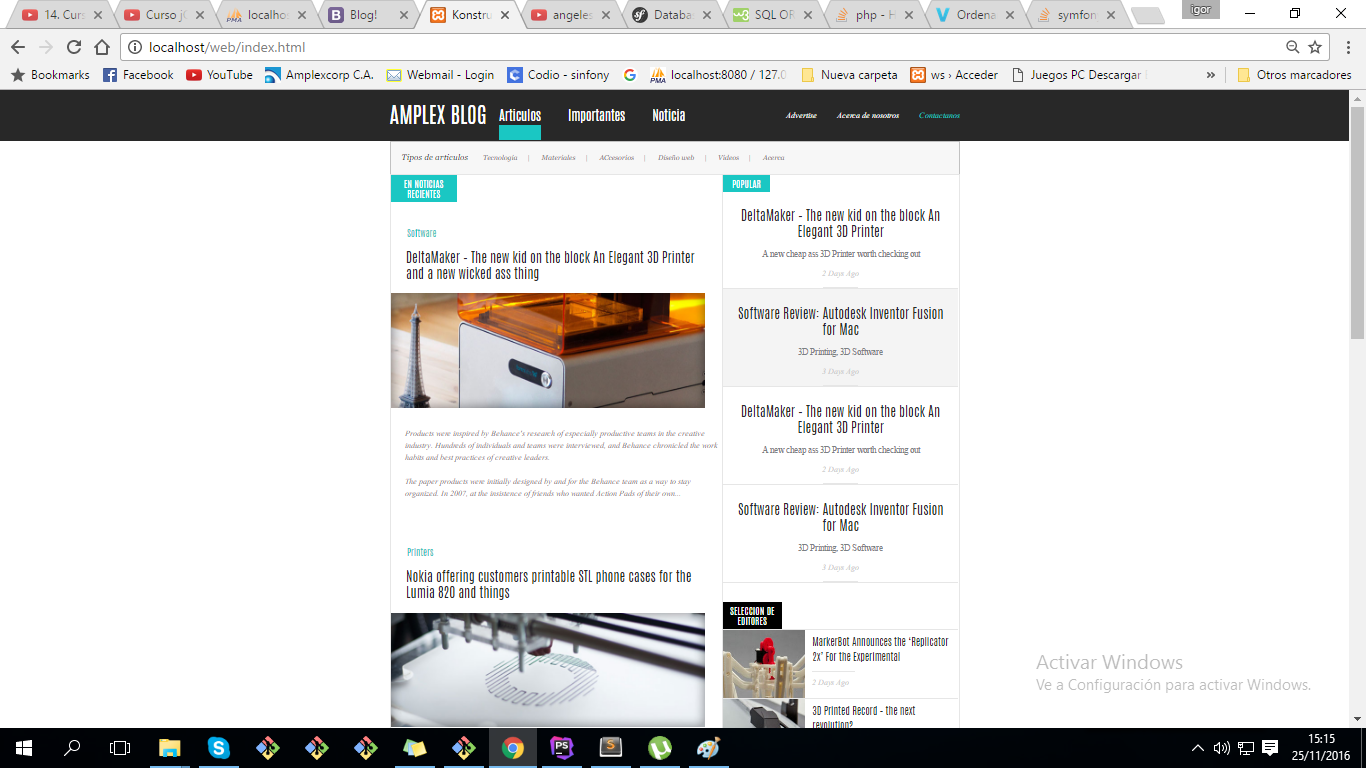 14. Curs
Curso jQ
localhos
Blog!
Konstru
angeles
Databas
SQL OR
php - H
Ordena
symfon
igor
localhost/web/index.html
Bookmarks
Facebook
YouTube
Amplexcorp C.A.
Webmail - Login
Codio - sinfony
localhost:8080 / 127.0
Nueva carpeta
ws › Acceder
Juegos PC Descargar
»
Otros marcadores
AMPLEX BLOG
Articulos
Importantes
Noticia
Advertise
Acerca de nosotros
Contactanos
Tipos de articulos
Tecnologia |
Materiales |
ACcesorios |
Diseño web |
Videos |
Acerca
EN NOTICIAS
RECIENTES
Software
DeltaMaker - The new kid on the block An Elegant 3D Printer
and a new wicked ass thing
Products were inspired by Behance's research of especially productive teams in the creative
industry. Hundreds of individuals and teams were interviewed, and Behance chronicled the work
habits and best practices of creative leaders.
The paper products were initially designed by and for the Behance team as a way to stay
organized. In 2007, at the insistence of friends who wanted Action Pads of their own...
Printers
Nokia offering customers printable STL phone cases for the
Lumia 820 and things
POPULAR
DeltaMaker - The new kid on the block An
Elegant 3D Printer
A new cheap ass 3D Printer worth checking out
2 Days Ago
Software Review: Autodesk Inventor Fusion
for Mac
3D Printing, 3D Software
3 Days Ago
DeltaMaker - The new kid on the block An
Elegant 3D Printer
A new cheap ass 3D Printer worth checking out
2 Days Ago
Software Review: Autodesk Inventor Fusion
for Mac
3D Printing, 3D Software
3 Days Ago
SELECCION DE
EDITORES
MarkerBot Announces the ‘Replicator
2x’ For the Experimental
2 Days Ago
3D Printed Record - the next
revolution?
Activar Windows
Ve a Configuración para activar Windows.
15:15
25/11/2016